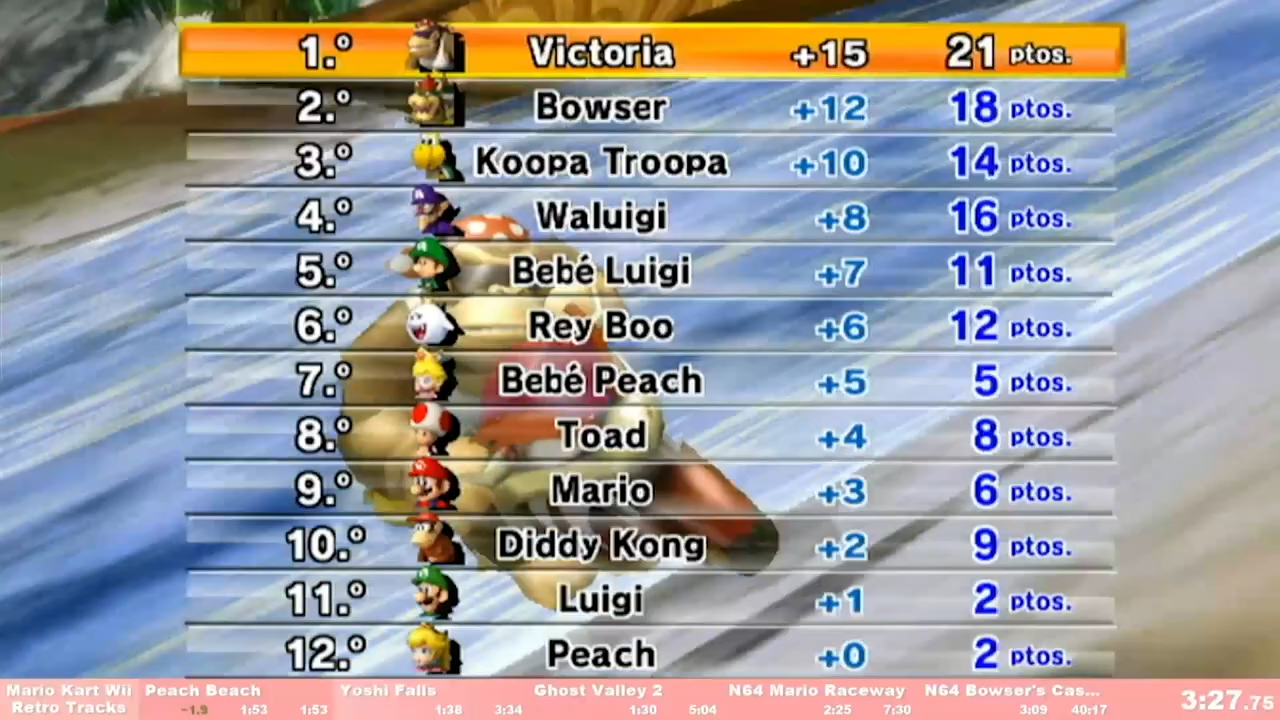 1.º Victoria +15 21 ptos.
2.º Bowser +12 18 ptos.
3.º Koopa Troopa +10 14 ptos.
4.º Waluigi +8 16 ptos.
5.º Bebé Luigi +7 11 ptos.
6.º Rey Boo +6 12 ptos.
7.º Bebé Peach +5 5 ptos.
8.º Toad +4 8 ptos.
9.º Mario +3 6 ptos.
10.º Diddy Kong +2 9 ptos.
11.º Luigi +1 2 ptos.
12.º Peach +0 2 ptos.
Mario Kart Wii Peach Beach Yoshi Falls Ghost Valley 2 N64 Mario Raceway N64 Bowser's Cas... 3:27.75
Retro Tracks -1.9 1:53 1:53 1:38 3:34 1:30 5:04 2:25 7:30 3:09 40:17